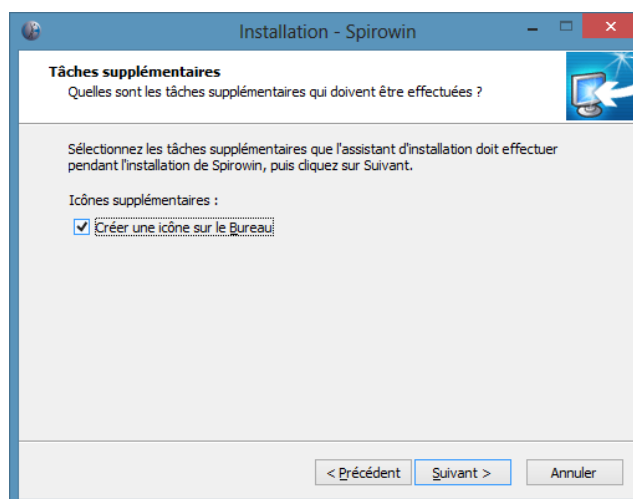 Installation - Spirowin
Tâches supplémentaires
Quelles sont les tâches supplémentaires qui doivent être effectuées ?
Sélectionnez les tâches supplémentaires que l'assistant d'installation doit effectuer
pendant l'installation de Spirowin, puis cliquez sur Suivant.
Icônes supplémentaires :
Créer une icône sur le Bureau
< Précédent
Suivant >
Annuler